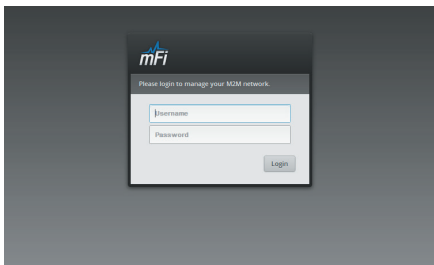 mFi
Please login to manage your M2M network.
Username
Password
Login